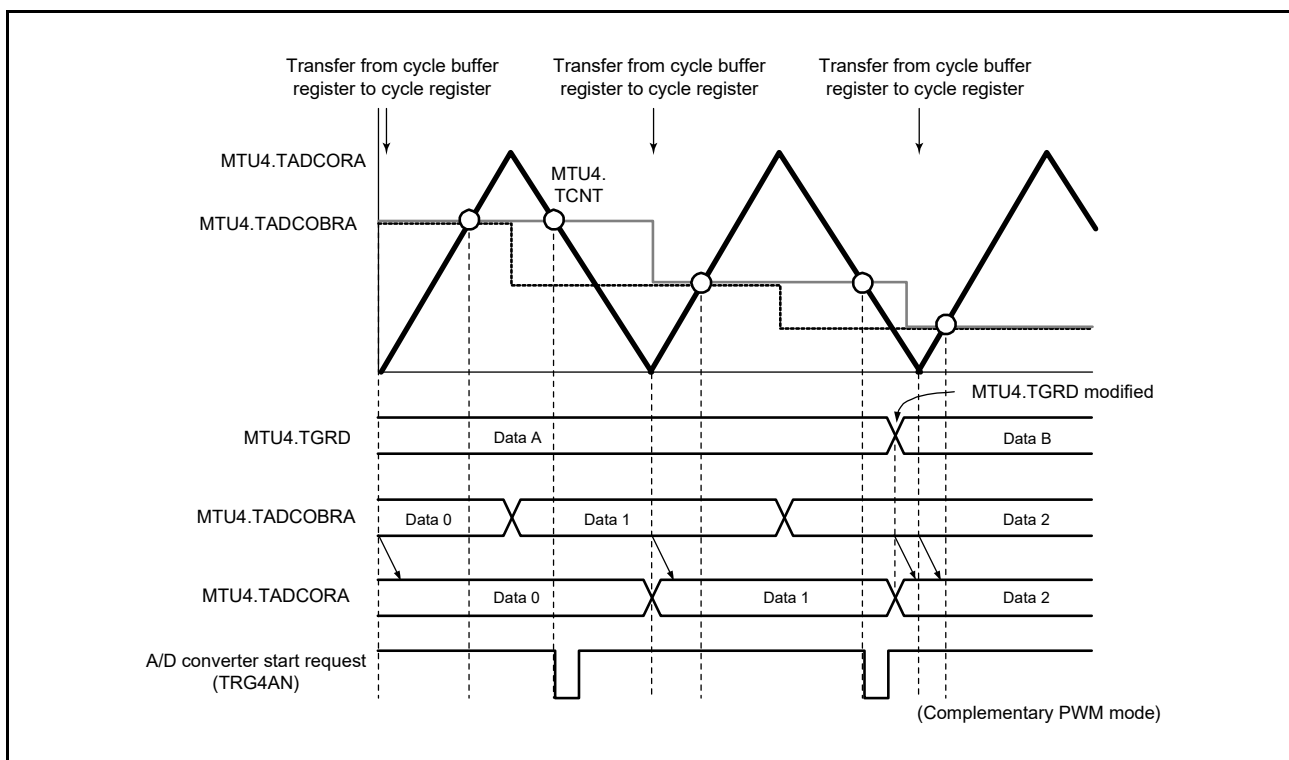 Transfer from cycle buffer
register to cycle register
Transfer from cycle buffer
register to cycle register
Transfer from cycle buffer
register to cycle register
MTU4.TADCORA
MTU4.
TCNT
MTU4.TADCOBRA
MTU4.TGRD modified
MTU4.TGRD
Data A
Data B
MTU4.TADCOBRA
Data 0
Data 1
Data 2
MTU4.TADCORA
Data 0
Data 1
Data 2
A/D converter start request
(TRG4AN)
(Complementary PWM mode)